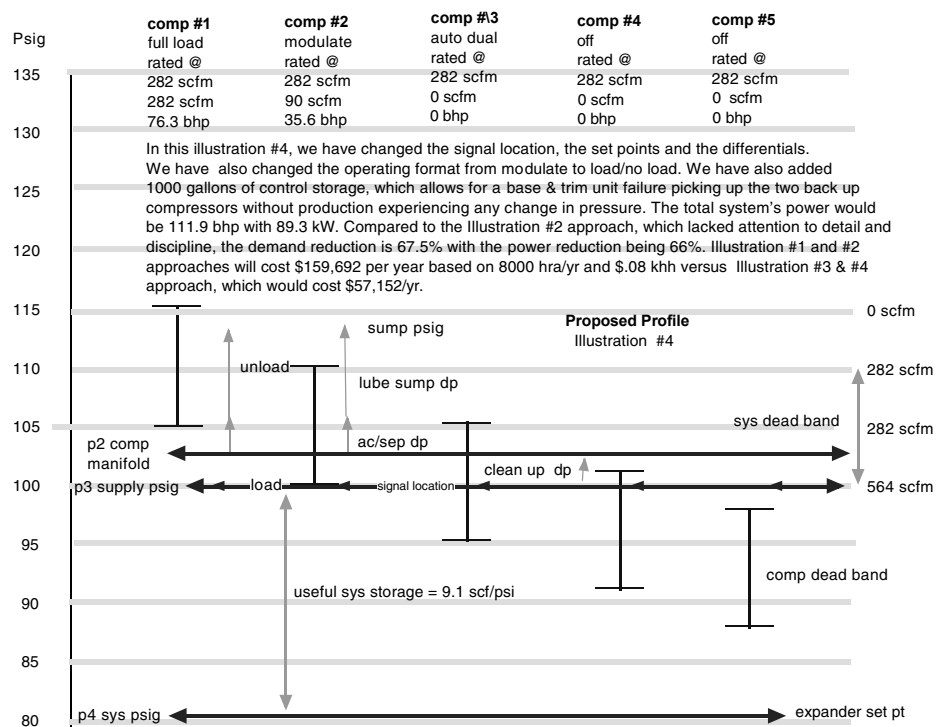 Psig
comp #1
full load
rated @
282 scfm
282 scfm
76.3 bhp
comp #2
modulate
rated @
282 scfm
90 scfm
35.6 bhp
comp #\3
auto dual
rated @
282 scfm
0 scfm
0 bhp
comp #4
off
rated @
282 scfm
0 scfm
0 bhp
comp #5
off
rated @
282 scfm
0 scfm
0 bhp
In this illustration #4, we have changed the signal location, the set points and the differentials.
We have also changed the operating format from modulate to load/no load. We have also added
1000 gallons of control storage, which allows for a base & trim unit failure picking up the two back up
compressors without production experiencing any change in pressure. The total system's power would
be 111.9 bhp with 89.3 kW. Compared to the Illustration #2 approach, which lacked attention to detail and
discipline, the demand reduction is 67.5% with the power reduction being 66%. Illustration #1 and #2
approaches will cost $159,692 per year based on 8000 hra/yr and $.08 khh versus Illustration #3 & #4
approach, which would cost $57,152/yr.
135
130
125
120
115
110
105
100
95
90
85
80
Proposed Profile
Illustration #4
0 scfm
282 scfm
282 scfm
564 scfm
sump psig
unload
lube sump dp
sys dead band
p2 comp
manifold
ac/sep dp
clean up dp
p3 supply psig
load
signal location
comp dead band
useful sys storage = 9.1 scf/psi
p4 sys psig
expander set pt